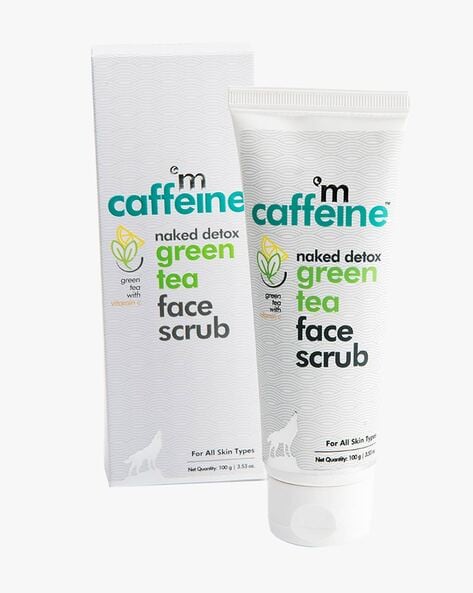 'm
caffeine
naked detox
green
tea
face
scrub
green
tea
with
vitamin c
For All Skin Types
Net Quantity: 100 g | 3.53 oz.
'm
caffeine™
naked detox
green
tea
face
scrub
green
tea
with
vitamin c
For All Skin Types
Net Quantity: 100 g | 3.53 oz.